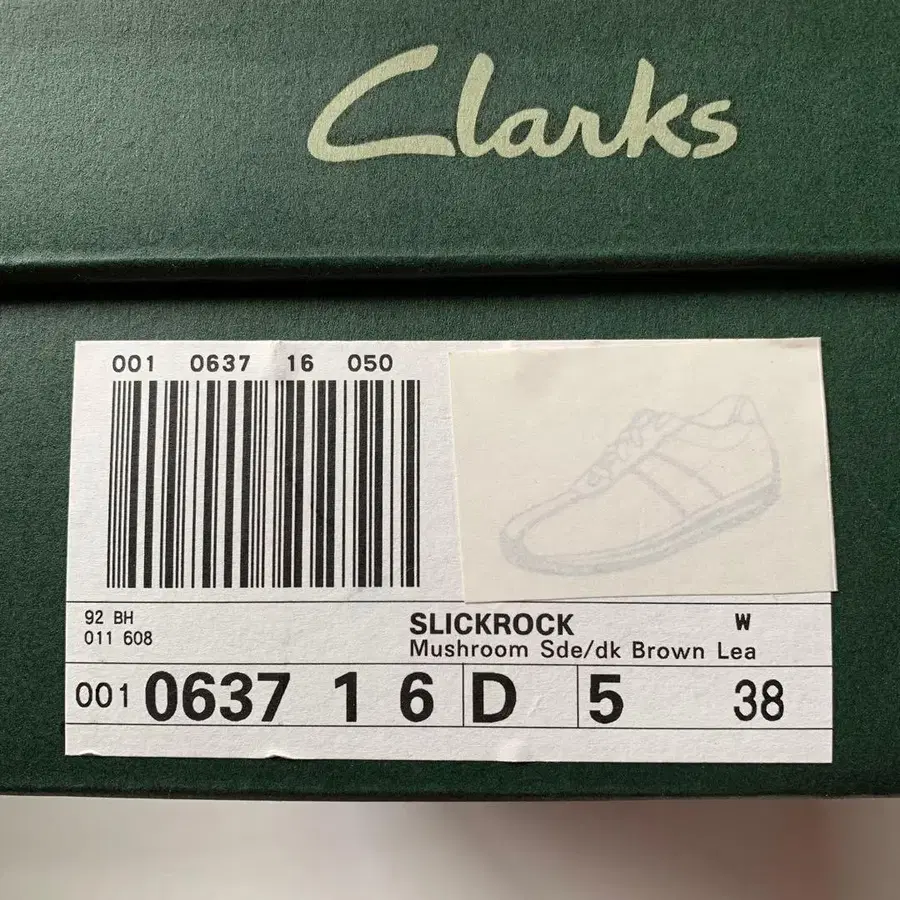 Clarks
001 0637 16 050
92 BH
011 608
SLICKROCK W
Mushroom Sde/dk Brown Lea
001 0637 1 6 D 5 38